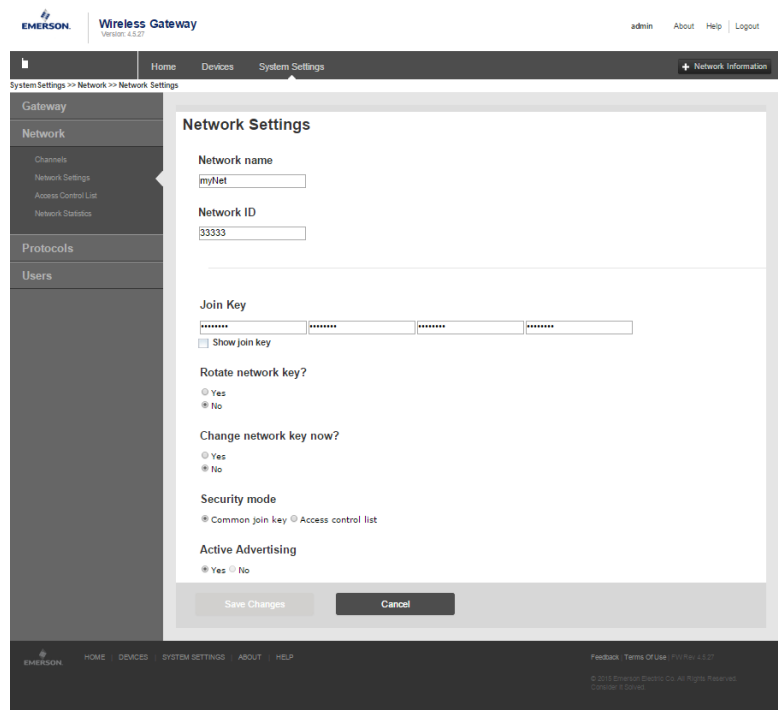 EMERSON.
Wireless Gateway
Version: 4.5.27
admin About Help Logout
Home Devices System Settings
+ Network Information
System Settings >> Network >> Network Settings
Gateway
Network
Channels
Network Settings
Access Control List
Network Statistics
Protocols
Users
Network Settings
Network name
myNet
Network ID
33333
Join Key
•••••••• •••••••• •••••••• ••••••••
Show join key
Rotate network key?
Yes
No
Change network key now?
Yes
No
Security mode
Common join key Access control list
Active Advertising
Yes No
Save Changes Cancel
EMERSON
HOME | DEVICES | SYSTEM SETTINGS | ABOUT | HELP
Feedback | Terms Of Use | FW Rev 4.5.27
© 2013 Emerson Electric Co. All Rights Reserved.
Consider It Solved.